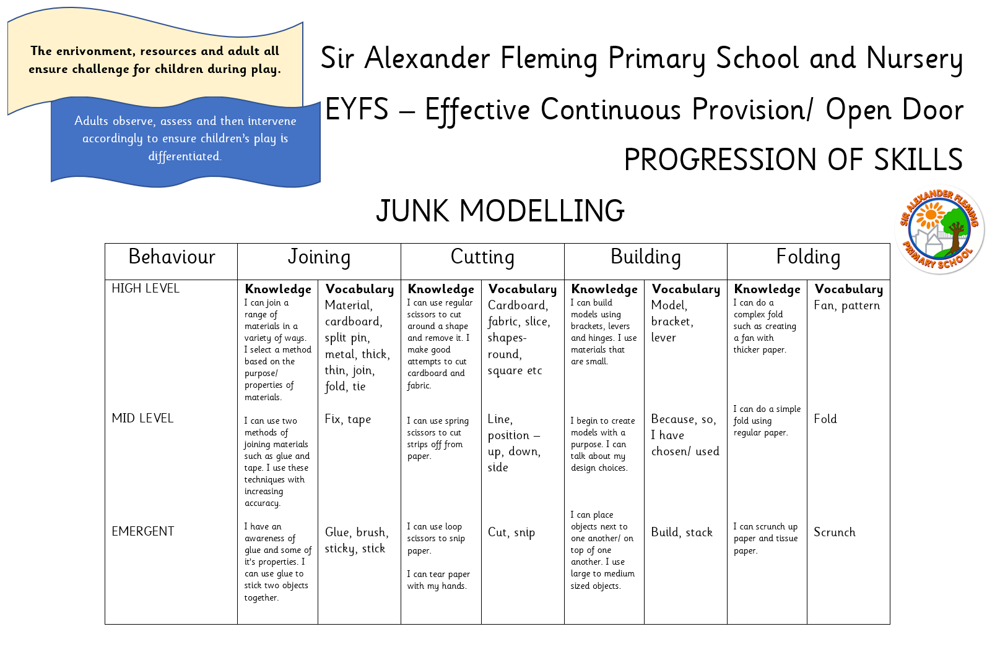 The enrivonment, resources and adult all
ensure challenge for children during play.
Adults observe, assess and then intervene
accordingly to ensure children's play is
differentiated.
Sir Alexander Fleming Primary School and Nursery
EYFS – Effective Continuous Provision/ Open Door
PROGRESSION OF SKILLS
JUNK MODELLING
SIR ALEXANDER FLEMING
PRIMARY SCHOOL
Behaviour
Joining
Cutting
Building
Folding
HIGH LEVEL
Knowledge
I can join a
range of
materials in a
variety of ways.
I select a method
based on the
purpose/
properties of
materials.
Vocabulary
Material,
cardboard,
split pin,
metal, thick,
thin, join,
fold, tie
Knowledge
I can use regular
scissors to cut
around a shape
and remove it. I
make good
attempts to cut
cardboard and
fabric.
Vocabulary
Cardboard,
fabric, slice,
shapes-
round,
square etc
Knowledge
I can build
models using
brackets, levers
and hinges. I use
materials that
are small.
Vocabulary
Model,
bracket,
lever
Knowledge
I can do a
complex fold
such as creating
a fan with
thicker paper.
Vocabulary
Fan, pattern
MID LEVEL
I can use two
methods of
joining materials
such as glue and
tape. I use these
techniques with
increasing
accuracy.
Fix, tape
I can use spring
scissors to cut
strips off from
paper.
Line,
position –
up, down,
side
I begin to create
models with a
purpose. I can
talk about my
design choices.
Because, so,
I have
chosen/ used
I can do a simple
fold using
regular paper.
Fold
EMERGENT
I have an
awareness of
glue and some of
it's properties. I
can use glue to
stick two objects
together.
Glue, brush,
sticky, stick
I can use loop
scissors to snip
paper.
I can tear paper
with my hands.
Cut, snip
I can place
objects next to
one another/ on
top of one
another. I use
large to medium
sized objects.
Build, stack
I can scrunch up
paper and tissue
paper.
Scrunch